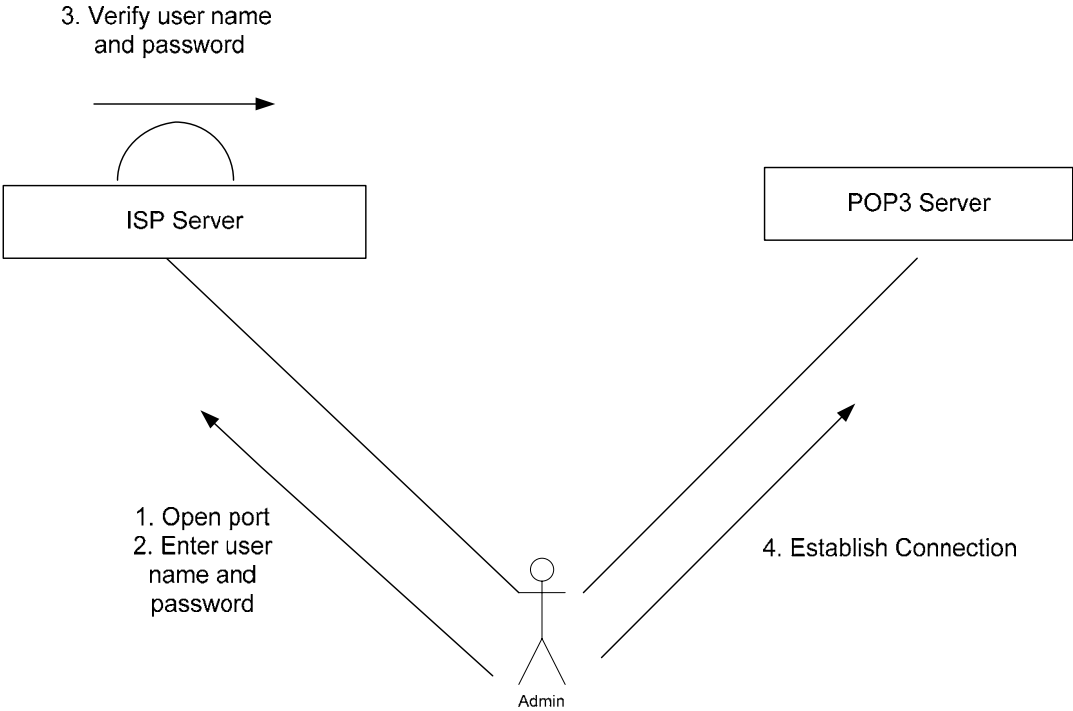 3. Verify user name
and password
ISP Server
POP3 Server
1. Open port
2. Enter user
name and
password
4. Establish Connection
Admin